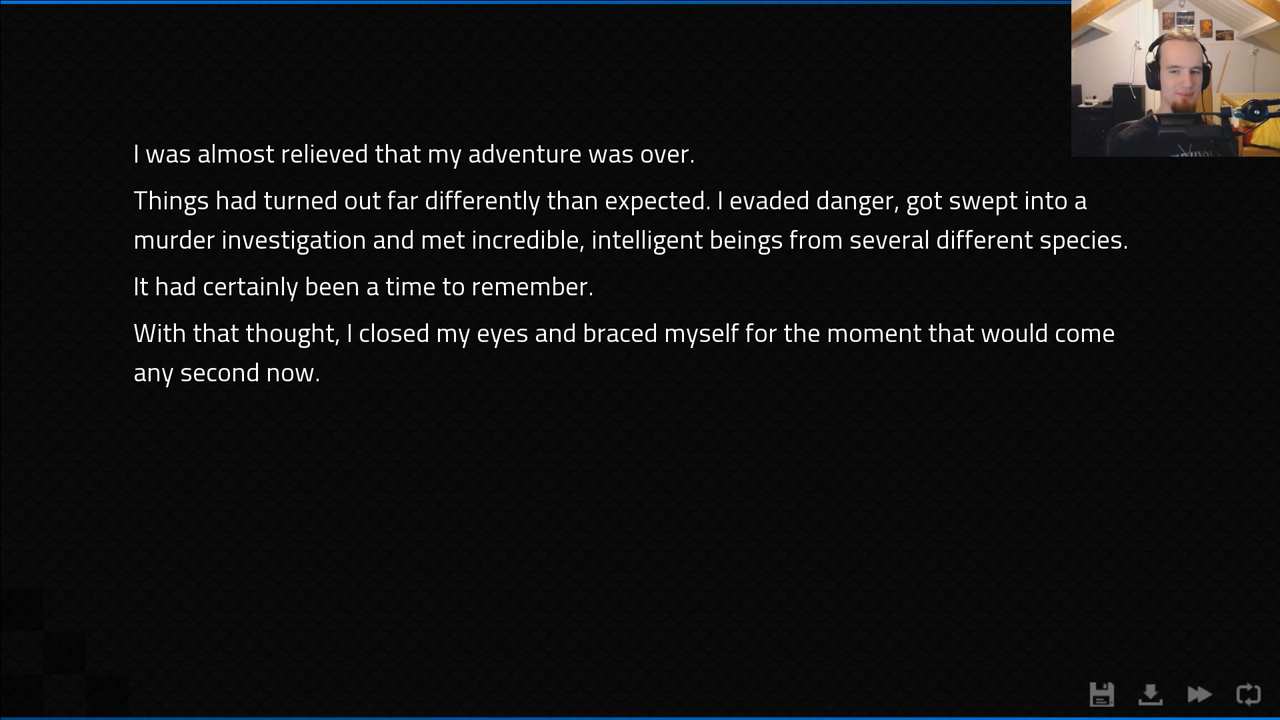 I was almost relieved that my adventure was over.
Things had turned out far differently than expected. I evaded danger, got swept into a
murder investigation and met incredible, intelligent beings from several different species.
It had certainly been a time to remember.
With that thought, I closed my eyes and braced myself for the moment that would come
any second now.